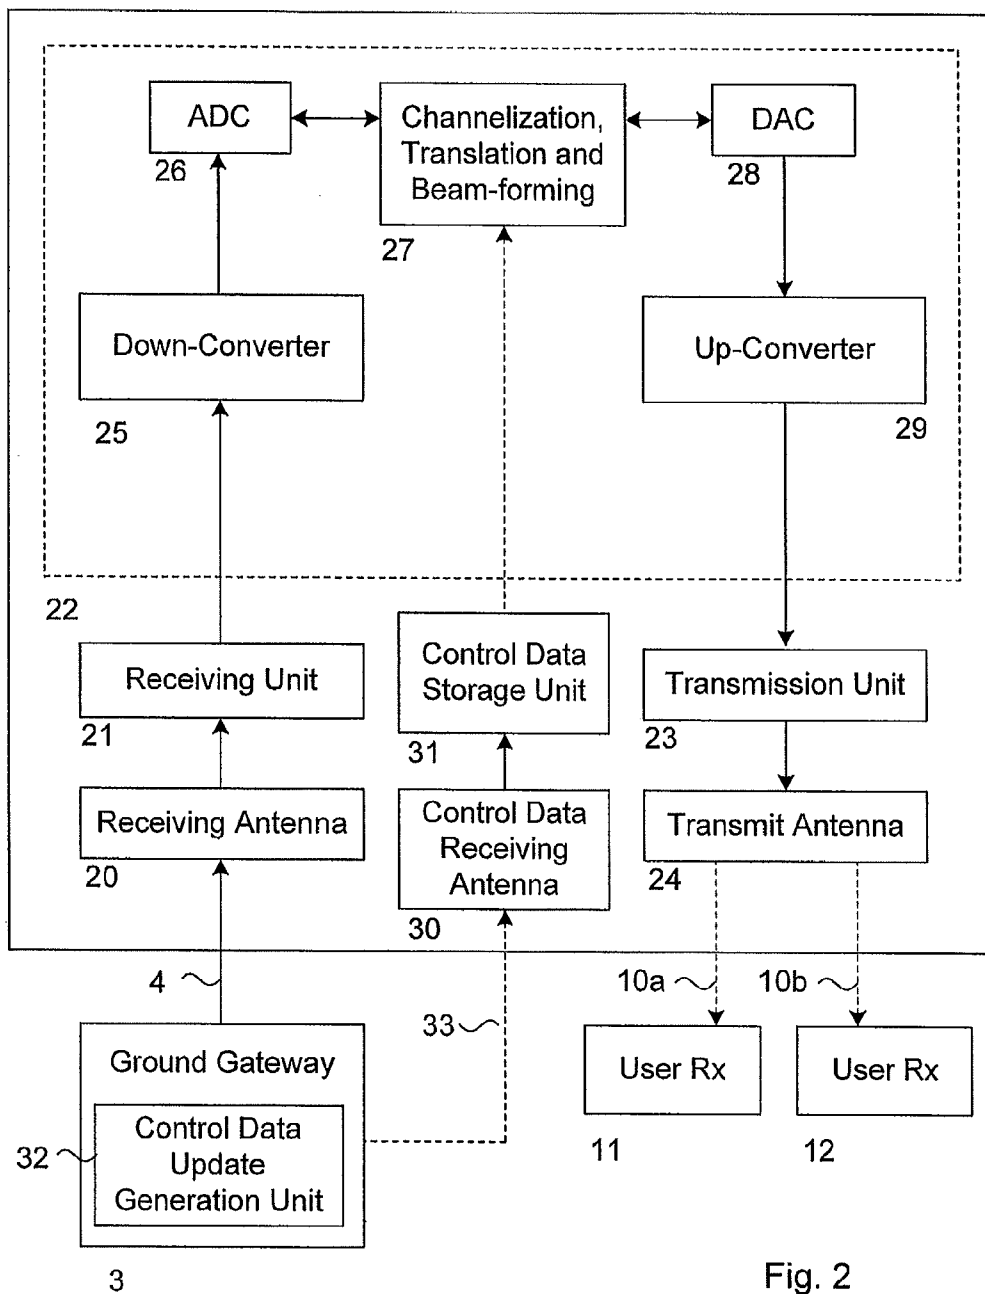 ADC
26
Channelization,
Translation and
Beam-forming
27
DAC
28
Down-Converter
25
Up-Converter
29
22
Receiving Unit
21
Control Data
Storage Unit
31
Transmission Unit
23
Receiving Antenna
20
Control Data
Receiving
Antenna
30
Transmit Antenna
24
4
33
10a
10b
Ground Gateway
Control Data
Update
Generation Unit
32
3
User Rx
11
User Rx
12
Fig. 2